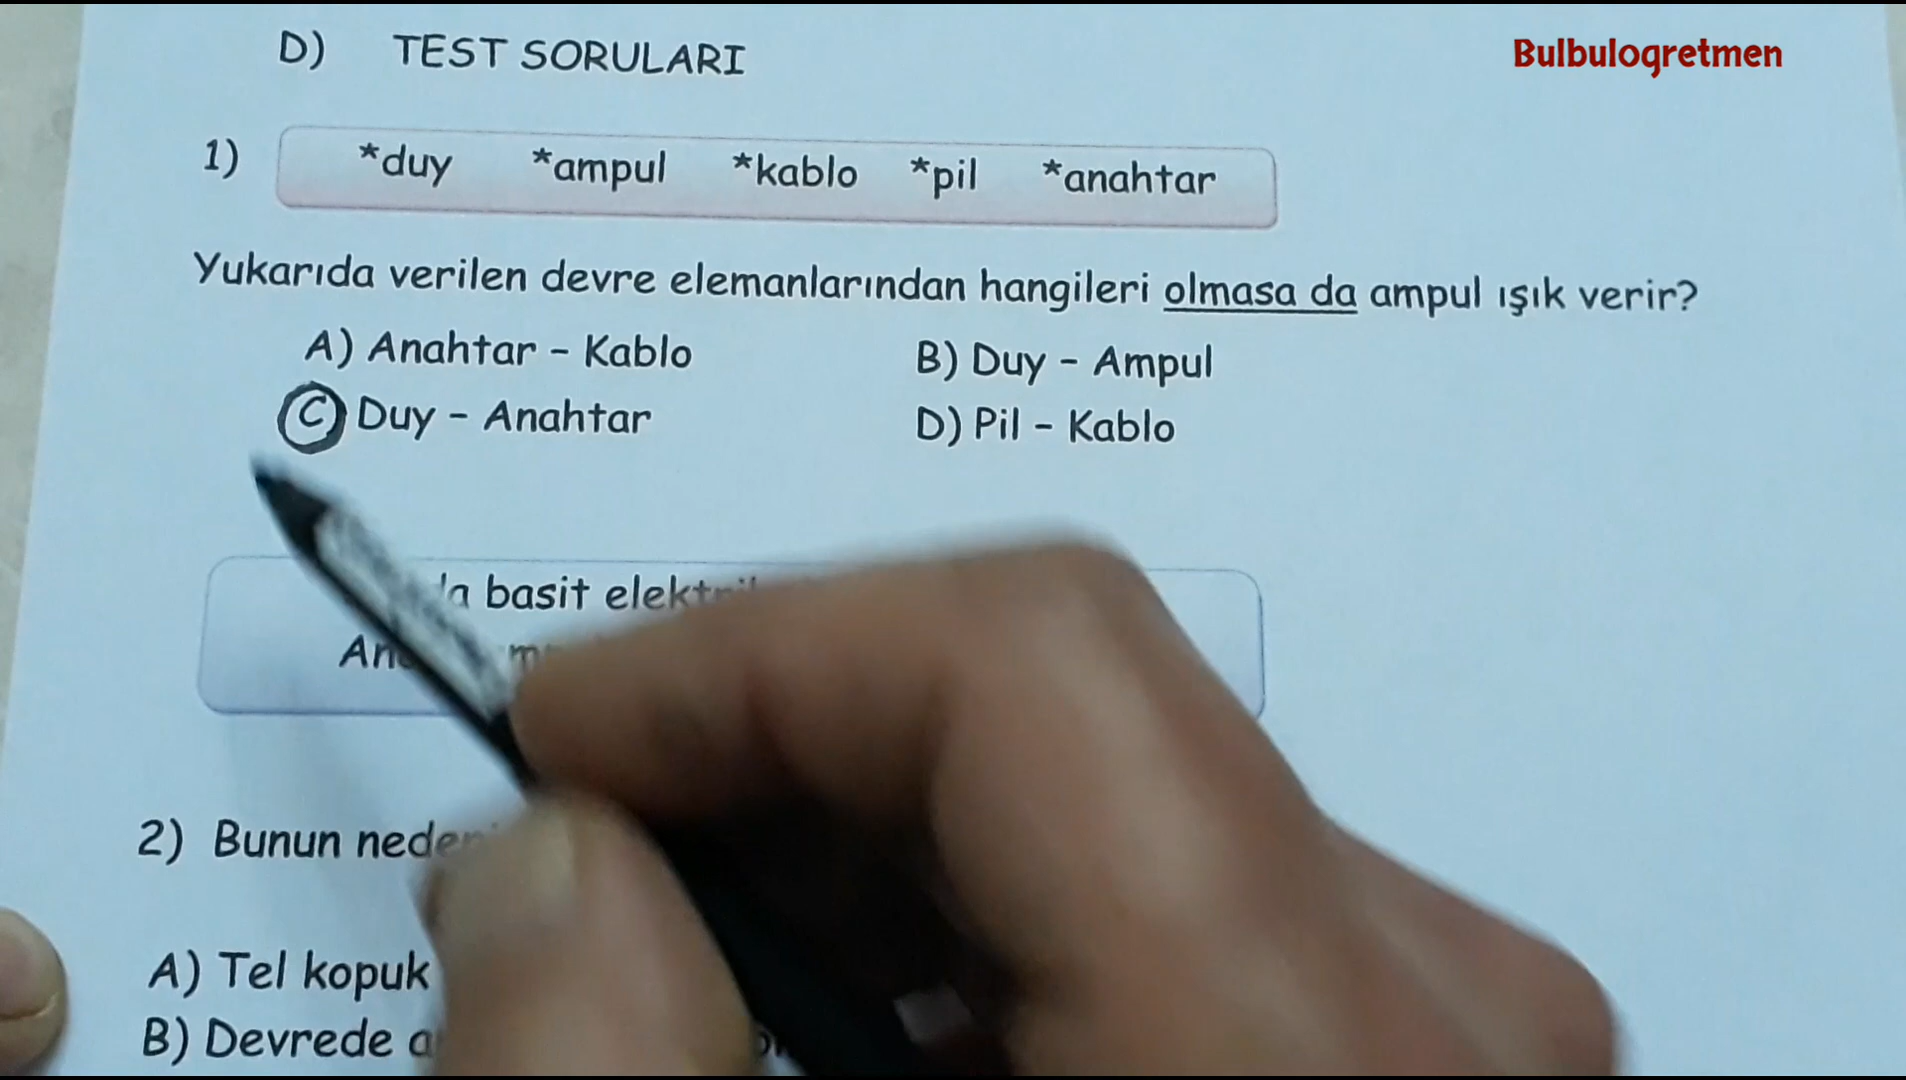 D) TEST SORULARI
Bulbulogretmen
1) *duy *ampul *kablo *pil *anahtar
Yukarıda verilen devre elemanlarından hangileri olmasa da ampul ışık verir?
A) Anahtar - Kablo B) Duy - Ampul
C) Duy - Anahtar D) Pil - Kablo
basit
2) Bunun
A) Tel kopuk
B) Devrede